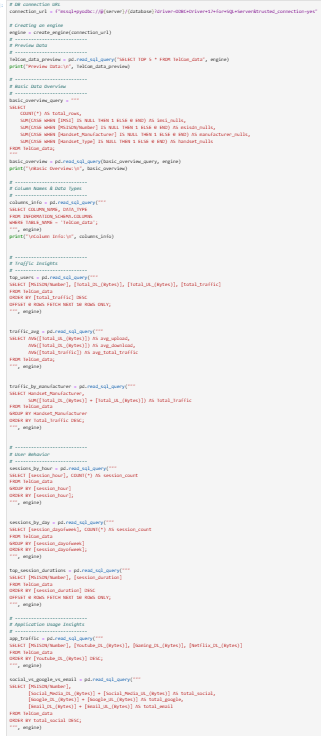 # DB connection URL
connection_url = f"mssql+pyodbc://@{server}/{database}?driver=ODBC+Driver+17+for+SQL+Server&trusted_connection=yes"
# Creating an engine
engine = create_engine(connection_url)
# --------------------------
# Preview Data
# --------------------------
TelCom_data_preview = pd.read_sql_query("SELECT TOP 5 * FROM TelCom_data", engine)
print("Preview Data:\n", TelCom_data_preview)
# --------------------------
# Basic Data Overview
# --------------------------
basic_overview_query = """
SELECT
COUNT(*) AS total_rows,
SUM(CASE WHEN [IMSI] IS NULL THEN 1 ELSE 0 END) AS imsi_nulls,
SUM(CASE WHEN [MSISDN/Number] IS NULL THEN 1 ELSE 0 END) AS msisdn_nulls,
SUM(CASE WHEN [Handset_Manufacturer] IS NULL THEN 1 ELSE 0 END) AS manufacturer_nulls,
SUM(CASE WHEN [Handset_Type] IS NULL THEN 1 ELSE 0 END) AS handset_nulls
FROM TelCom_data;
"""
basic_overview = pd.read_sql_query(basic_overview_query, engine)
print("\nBasic Overview:\n", basic_overview)
# --------------------------
# Column Names & Data Types
# --------------------------
columns_info = pd.read_sql_query("""
SELECT COLUMN_NAME, DATA_TYPE
FROM INFORMATION_SCHEMA.COLUMNS
WHERE TABLE_NAME = 'TelCom_data';
""", engine)
print("\nColumn Info:\n", columns_info)
# --------------------------
# Traffic Insights
# --------------------------
top_users = pd.read_sql_query("""
SELECT [MSISDN/Number], [Total_DL_(Bytes)], [Total_UL_(Bytes)], [total_traffic]
FROM TelCom_data
ORDER BY [total_traffic] DESC
OFFSET 0 ROWS FETCH NEXT 10 ROWS ONLY;
""", engine)
traffic_avg = pd.read_sql_query("""
SELECT AVG([Total_UL_(Bytes)]) AS avg_upload,
AVG([Total_DL_(Bytes)]) AS avg_download,
AVG([total_traffic]) AS avg_total_traffic
FROM TelCom_data;
""", engine)
traffic_by_manufacturer = pd.read_sql_query("""
SELECT Handset_Manufacturer,
SUM([Total_DL_(Bytes)] + [Total_UL_(Bytes)]) AS Total_Traffic
FROM TelCom_data
GROUP BY Handset_Manufacturer
ORDER BY Total_Traffic DESC;
""", engine)
# --------------------------
# User Behavior
# --------------------------
sessions_by_hour = pd.read_sql_query("""
SELECT [session_hour], COUNT(*) AS session_count
FROM TelCom_data
GROUP BY [session_hour]
ORDER BY [session_hour];
""", engine)
sessions_by_day = pd.read_sql_query("""
SELECT [session_dayofweek], COUNT(*) AS session_count
FROM TelCom_data
GROUP BY [session_dayofweek]
ORDER BY [session_dayofweek];
""", engine)
top_session_durations = pd.read_sql_query("""
SELECT [MSISDN/Number], [session_duration]
FROM TelCom_data
ORDER BY [session_duration] DESC
OFFSET 0 ROWS FETCH NEXT 10 ROWS ONLY;
""", engine)
# --------------------------
# Application Usage Insights
# --------------------------
app_traffic = pd.read_sql_query("""
SELECT [MSISDN/Number], [Youtube_DL_(Bytes)], [Gaming_DL_(Bytes)], [Netflix_DL_(Bytes)]
FROM TelCom_data
ORDER BY [Youtube_DL_(Bytes)] DESC;
""", engine)
social_vs_google_vs_email = pd.read_sql_query("""
SELECT [MSISDN/Number],
[Social_Media_DL_(Bytes)] + [Social_Media_UL_(Bytes)] AS total_social,
[Google_DL_(Bytes)] + [Google_UL_(Bytes)] AS total_google,
[Email_DL_(Bytes)] + [Email_UL_(Bytes)] AS total_email
FROM TelCom_data
ORDER BY total_social DESC;
""", engine)